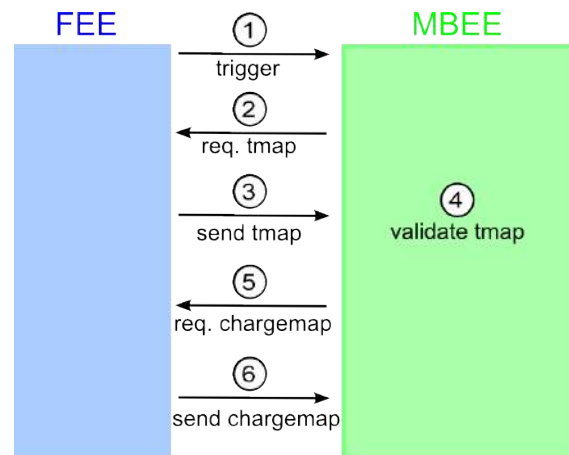 FEE
MBEE
1
trigger
2
req. tmap
3
send tmap
4
validate tmap
5
req. chargemap
6
send chargemap